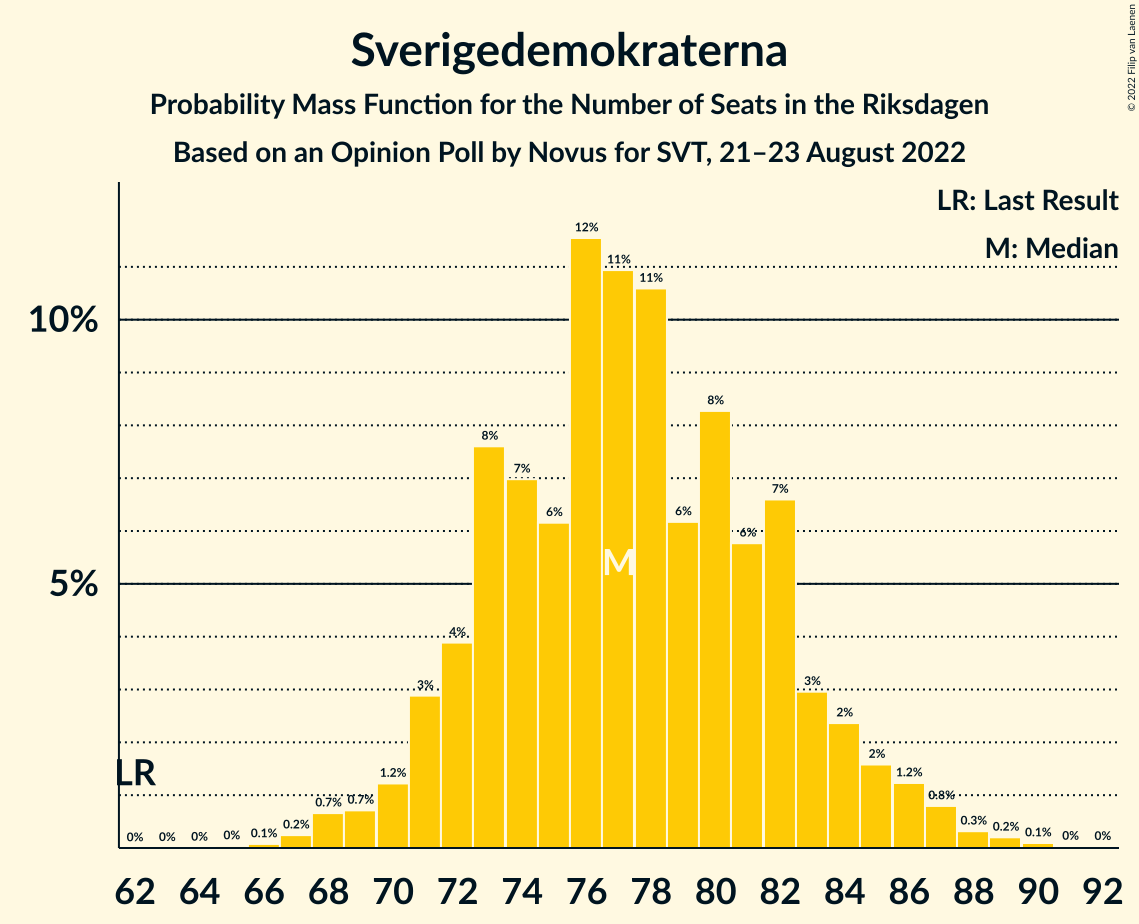 Sverigedemokraterna
Probability Mass Function for the Number of Seats in the Riksdagen
Based on an Opinion Poll by Novus for SVT, 21–23 August 2022
© 2022 Filip van Laenen
LR: Last Result
M: Median
10%
5%
LR
M
0% 0% 0% 0% 0.1% 0.2% 0.7% 0.7% 1.2% 3% 4% 8% 7% 6% 12% 11% 11% 6% 8% 6% 7% 3% 2% 2% 1.2% 0.8% 0.3% 0.2% 0.1% 0% 0%
62 64 66 68 70 72 74 76 78 80 82 84 86 88 90 92